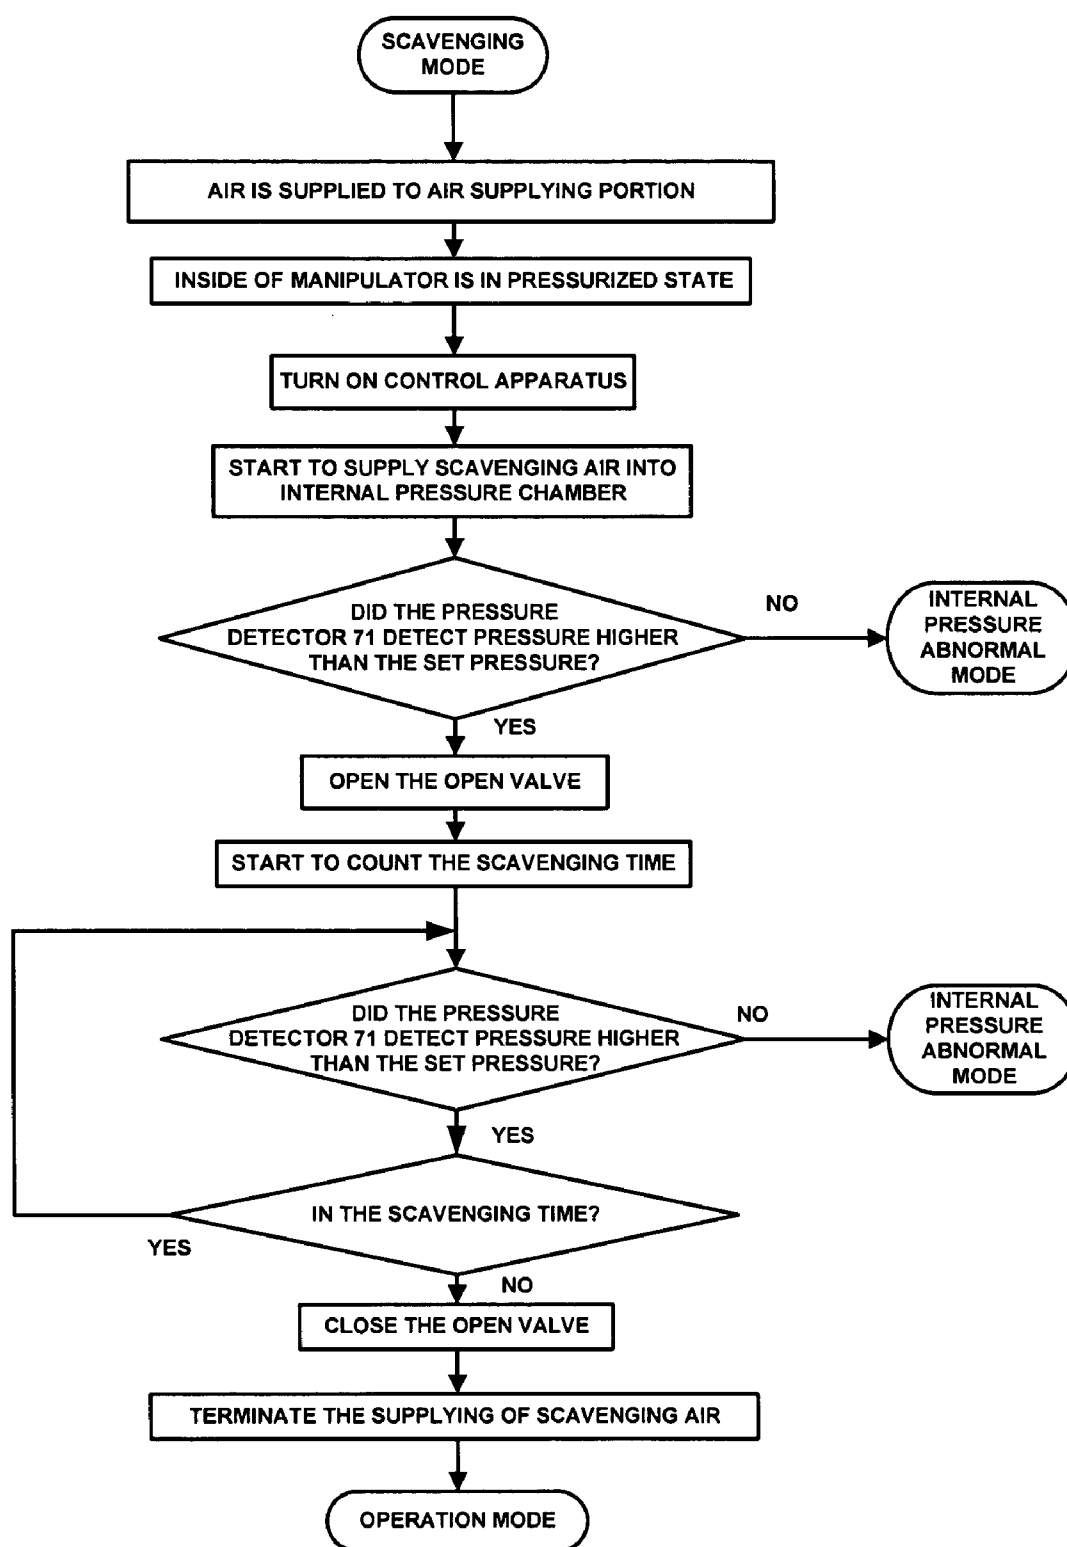 SCAVENGING
MODE
AIR IS SUPPLIED TO AIR SUPPLYING PORTION
INSIDE OF MANIPULATOR IS IN PRESSURIZED STATE
TURN ON CONTROL APPARATUS
START TO SUPPLY SCAVENGING AIR INTO
INTERNAL PRESSURE CHAMBER
DID THE PRESSURE
DETECTOR 71 DETECT PRESSURE HIGHER
THAN THE SET PRESSURE?
NO
INTERNAL
PRESSURE
ABNORMAL
MODE
YES
OPEN THE OPEN VALVE
START TO COUNT THE SCAVENGING TIME
DID THE PRESSURE
DETECTOR 71 DETECT PRESSURE HIGHER
THAN THE SET PRESSURE?
NO
INTERNAL
PRESSURE
ABNORMAL
MODE
YES
IN THE SCAVENGING TIME?
YES
NO
CLOSE THE OPEN VALVE
TERMINATE THE SUPPLYING OF SCAVENGING AIR
OPERATION MODE